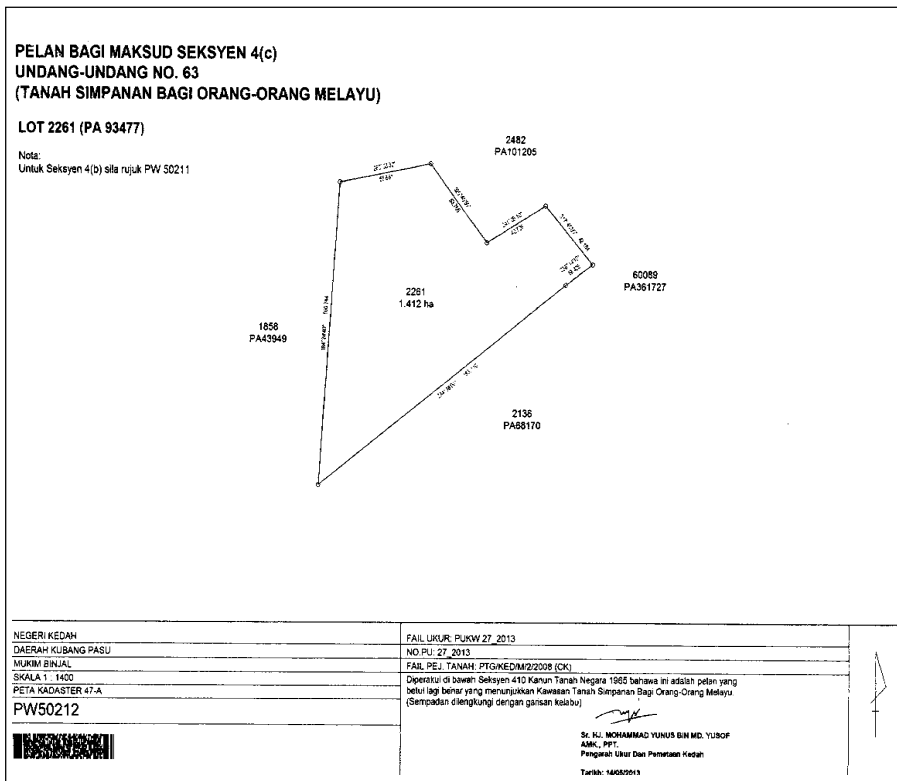 PELAN BAGI MAKSUD SEKSYEN 4(c)
UNDANG-UNDANG NO. 63
(TANAH SIMPANAN BAGI ORANG-ORANG MELAYU)
LOT 2261 (PA 93477)
Nota:
Untuk Seksyen 4(b) sila rujuk PW 50211
2482
PA101205
60089
PA361727
2261
1.412 ha
1858
PA43949
2136
PA68170
NEGERI KEDAH
DAERAH KUBANG PASU
MUKIM BINJAL
SKALA 1 : 1400
PETA KADASTER 47-A
PW50212
FAIL UKUR: PUKW 27_2013
NO.PU: 27_2013
FAIL PEJ. TANAH: PTG/KED/M/2/2008 (CK)
Diperakui di bawah Seksyen 410 Kanun Tanah Negara 1965 bahawa ini adalah pelan yang
betul lagi benar yang menunjukkan Kawasan Tanah Simpanan Bagi Orang-Orang Melayu.
(Sempadan dilengkungi dengan garisan kelabu)
Sr. HJ. MOHAMMAD YUNUS BIN MD. YUSOF
AMK., PPT.
Pengarah Ukur Dan Pemetaan Kedah
Tarikh: 14/05/2013